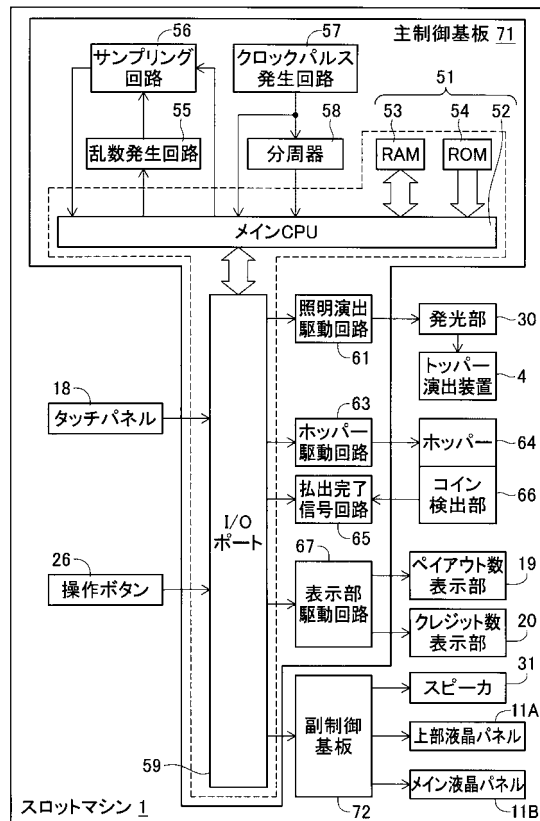 主制御基板 71
56
サンプリング
回路
57
クロックパルス
発生回路
51
55
乱数発生回路
58
分周器
53
RAM
54
ROM
52
メインCPU
照明演出
駆動回路
61
発光部
30
トッパー
演出装置
4
18
タッチパネル
63
ホッパー
駆動回路
ホッパー
64
払出完了
信号回路
65
コイン
検出部
66
I/O
ポート
26
操作ボタン
67
表示部
駆動回路
ペイアウト数
表示部
19
クレジット数
表示部
20
31
スピーカ
副制御
基板
72
11A
上部液晶パネル
メイン液晶パネル
11B
59
スロットマシン 1